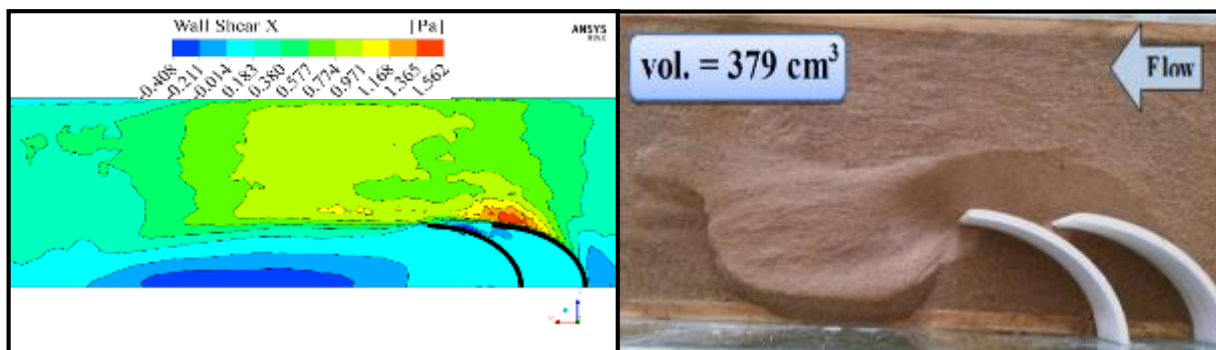 Wall Shear X [Pa]
ANSYS
-0.408
-0.211
-0.014
0.183
0.380
0.577
0.774
0.971
1.168
1.365
1.562
vol. = 379 cm³
Flow